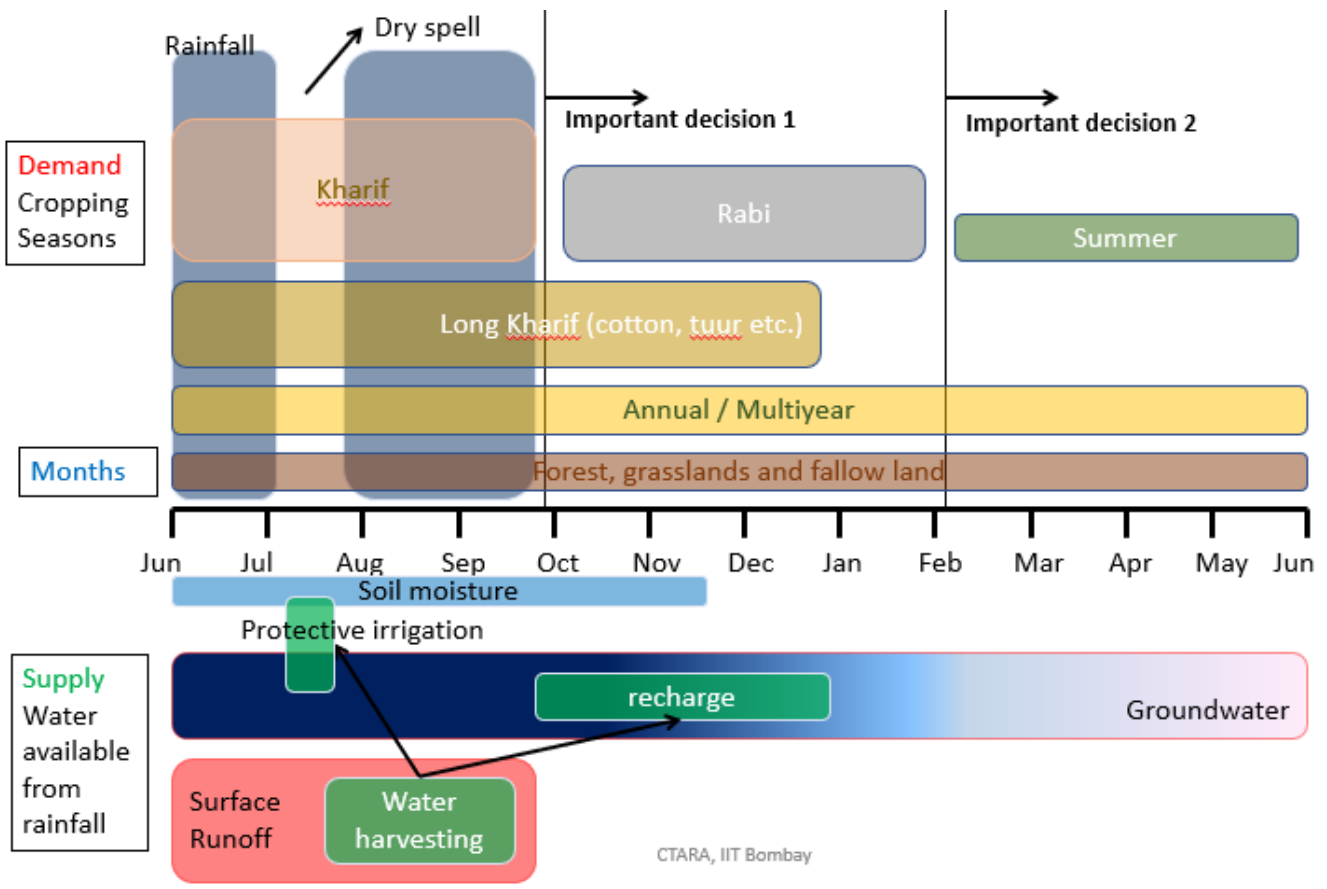 Rainfall
Dry spell
Important decision 1
Important decision 2
Demand
Cropping
Seasons
Kharif
Rabi
Summer
Long Kharif (cotton, tuur etc.)
Annual / Multiyear
Months
Forest, grasslands and fallow land
Jun Jul Aug Sep Oct Nov Dec Jan Feb Mar Apr May Jun
Soil moisture
Protective irrigation
Supply
Water
available
from
rainfall
recharge
Groundwater
Surface
Runoff
Water
harvesting
CTARA, IIT Bombay